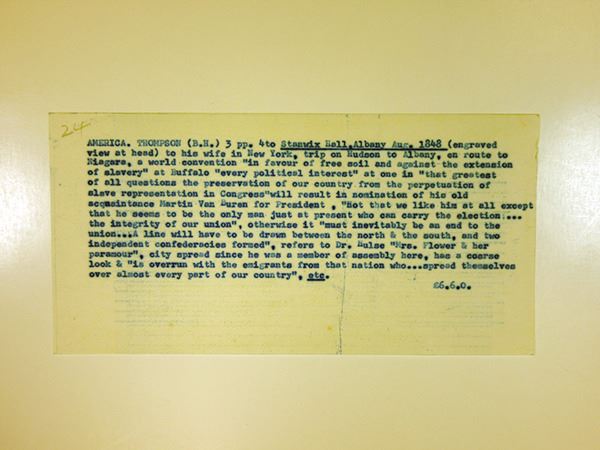 24
AMERICA. THOMPSON (B.H.) 3 pp. 4to Stanwix Hall,Albany Aug. 1848 (engraved
view at head) to his wife in New York, trip on Hudson to Albany, en route to
Niagara, a world convention "in favour of free soil and against the extension
of slavery" at Buffalo "every political interest" at one in "that greatest
of all questions the preservation of our country from the perpetuation of
slave representation in Congress"will result in nomination of his old
acquaintance Martin Van Buren for President , "Not that we like him at all except
that he seems to be the only man just at present who can carry the election....
the integrity of our union", otherwise it "must inevitably be an end to the
union...A line will have to be drawn between the north & the south, and two
independent confederacies formed", refers to Dr. Hulse "Mrs. Flower & her
paramour", city spread since he was a member of assembly here, has a coarse
look & "is overrun with the emigrants from that nation who...spread themselves
over almost every part of our country", etc.
£6.6.0.